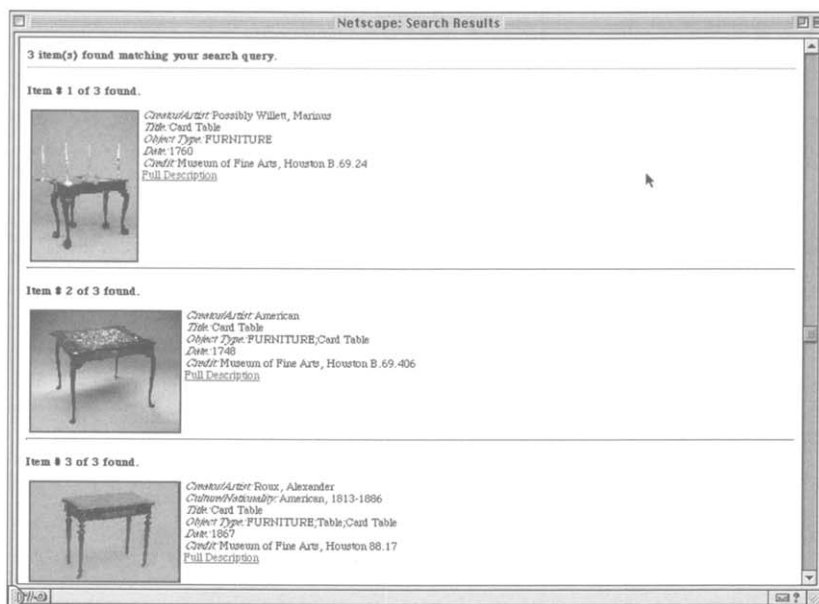 Netscape: Search Results
3 item(s) found matching your search query.
Item # 1 of 3 found.
Creator/Artist: Possibly Willett, Marinus
Title: Card Table
Object Type: FURNITURE
Date: 1760
Credit: Museum of Fine Arts, Houston B.69.24
Full Description
Item # 2 of 3 found.
Creator/Artist: American
Title: Card Table
Object Type: FURNITURE;Card Table
Date: 1748
Credit: Museum of Fine Arts, Houston B.69.406
Full Description
Item # 3 of 3 found.
Creator/Artist: Roux, Alexander
Culture/Nationality: American, 1813-1886
Title: Card Table
Object Type: FURNITURE;Table;Card Table
Date: 1867
Credit: Museum of Fine Arts, Houston 88.17
Full Description